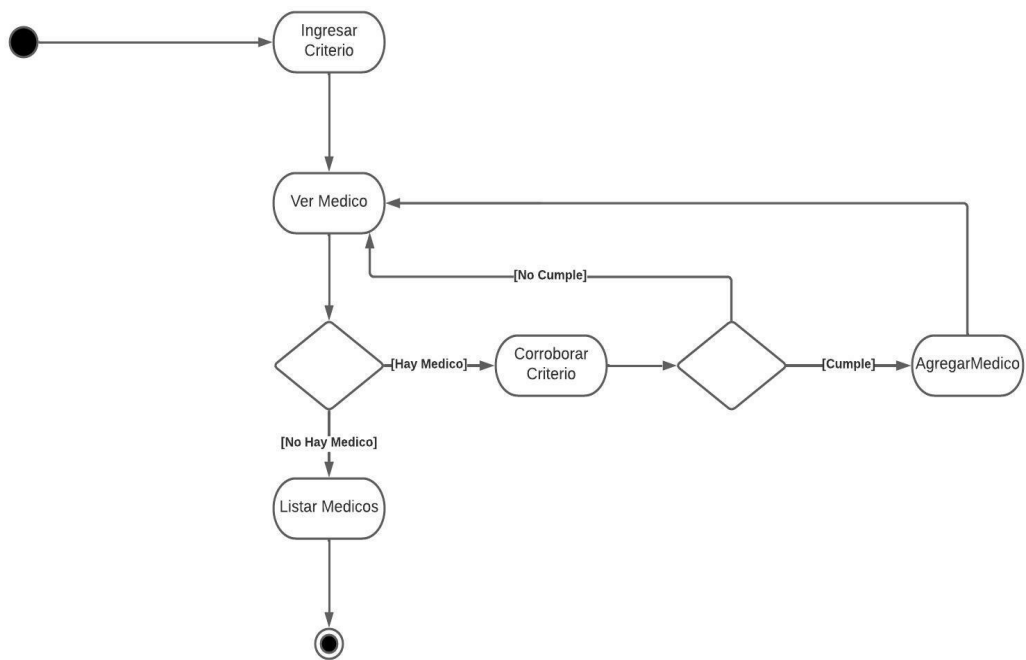 Ingresar
Criterio
Ver Medico
[No Cumple]
[Hay Medico]
Corroborar
Criterio
[Cumple]
AgregarMedico
[No Hay Medico]
Listar Medicos